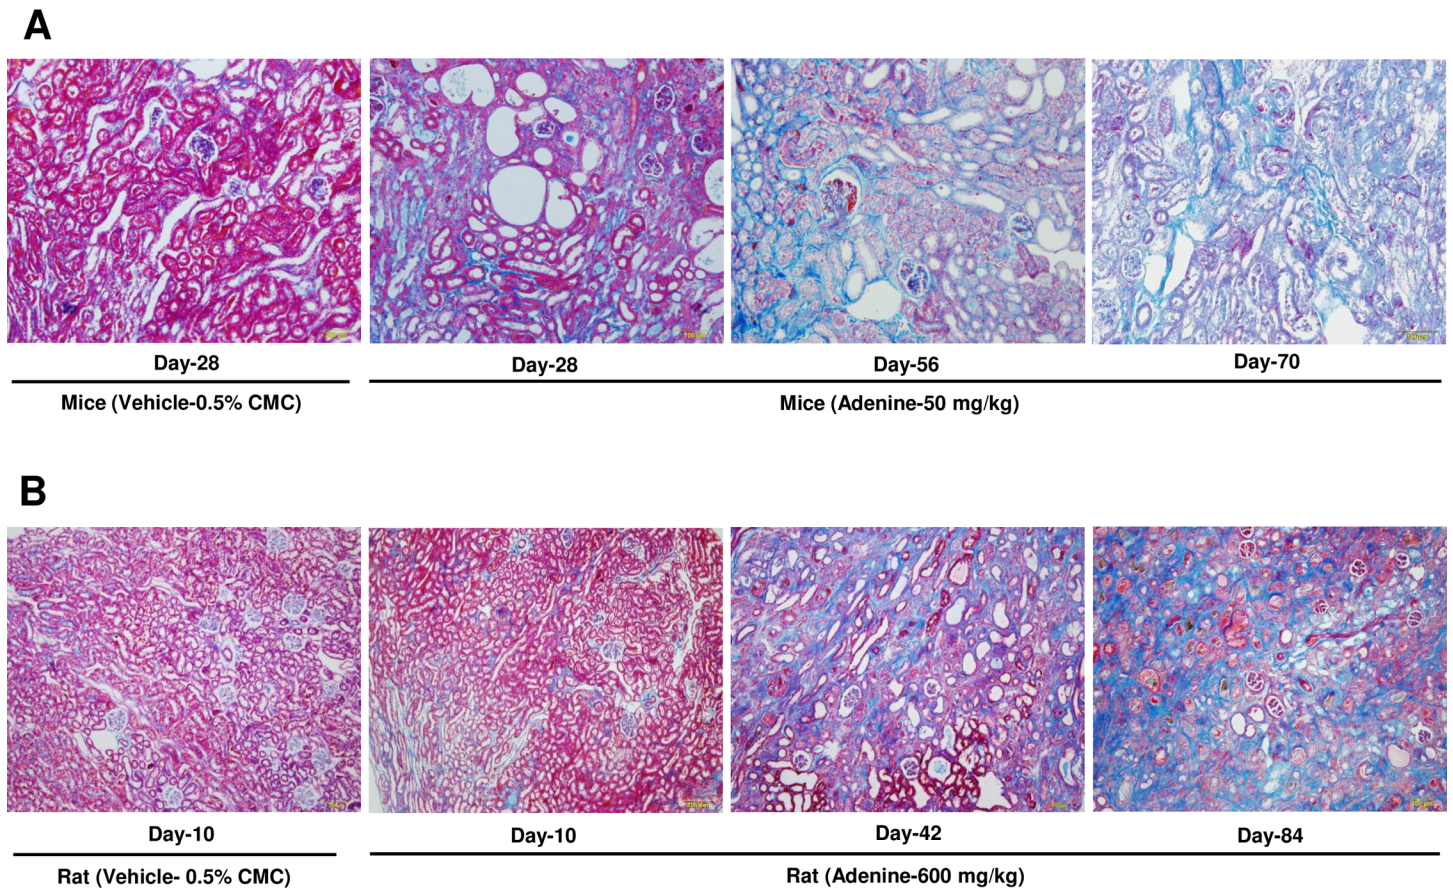 A
Day-28
Day-28
Day-56
Day-70
Mice (Vehicle-0.5% CMC)
Mice (Adenine-50 mg/kg)
B
Day-10
Day-10
Day-42
Day-84
Rat (Vehicle- 0.5% CMC)
Rat (Adenine-600 mg/kg)